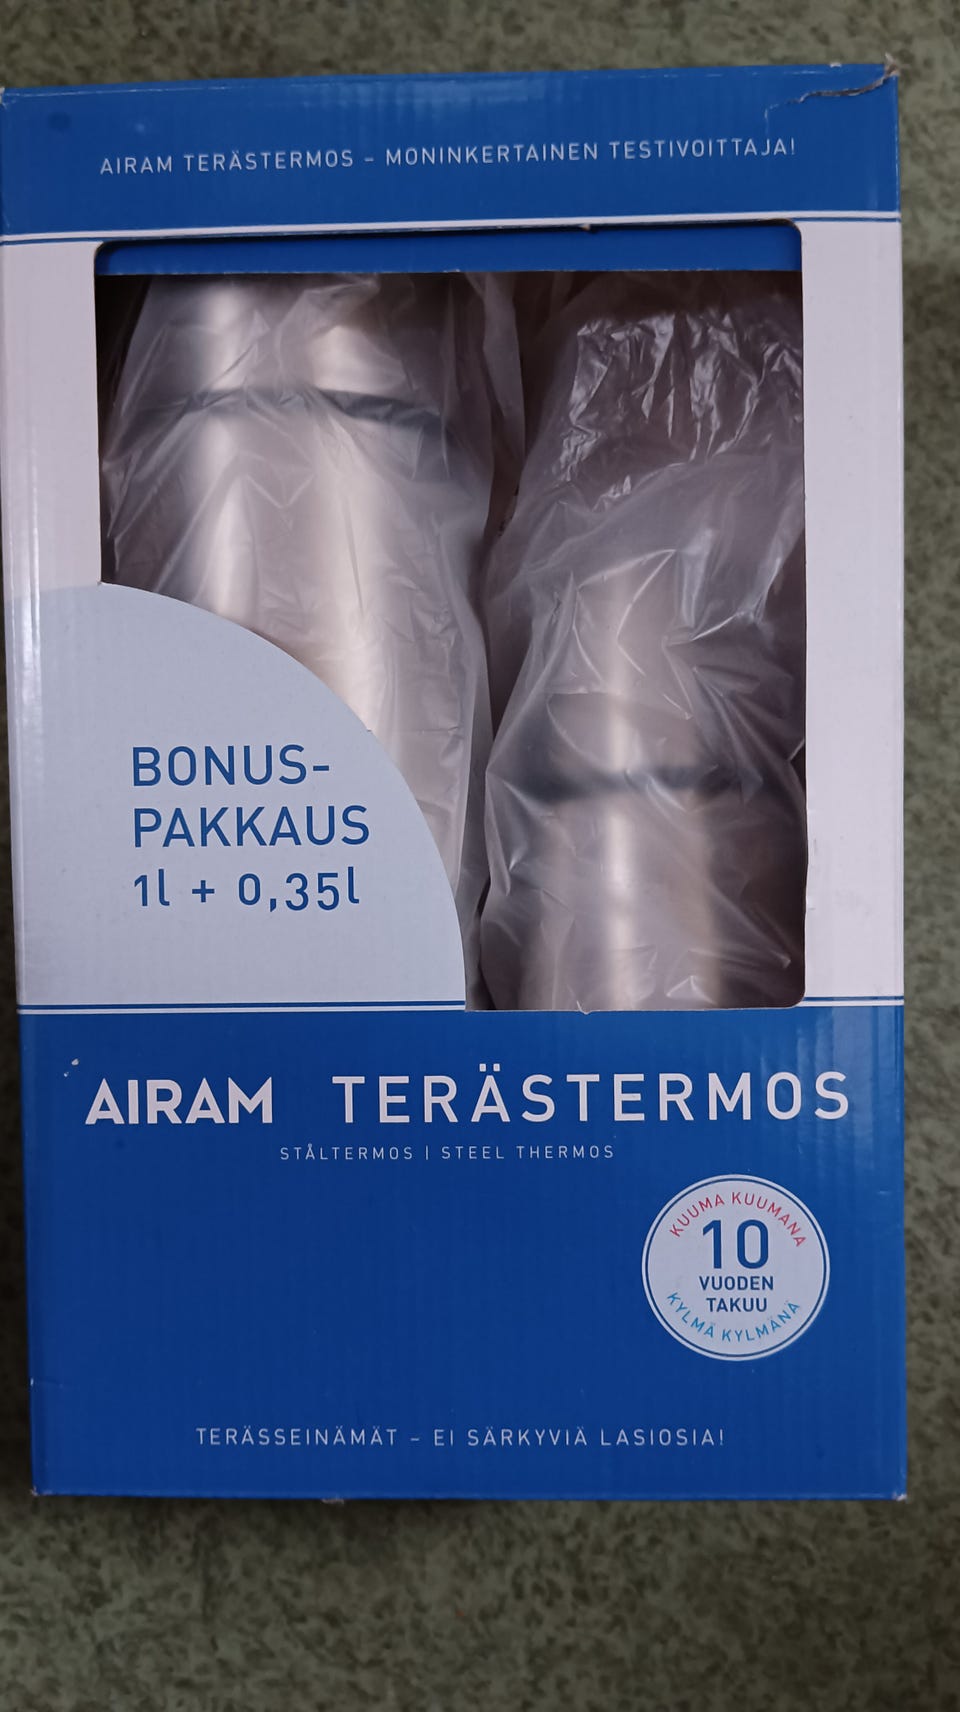 AIRAM TERÄSTERMOS – MONINKERTAINEN TESTIVOITTAJA!
BONUS-
PAKKAUS
1l + 0,35l
AIRAM TERÄSTERMOS
STÅLTERMOS | STEEL THERMOS
KUUMA KUUMANA
10
VUODEN
TAKUU
KYLMÄ KYLMÄNÄ
TERÄSSEINÄMÄT – EI SÄRKYVIÄ LASIOSIA!